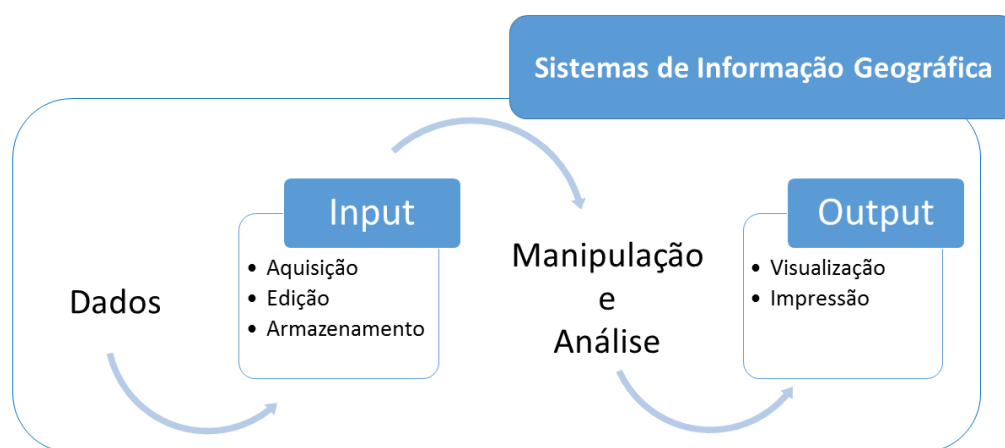 Sistemas de Informação Geográfica
Dados
Input
• Aquisição
• Edição
• Armazenamento
Manipulação
e
Análise
Output
• Visualização
• Impressão